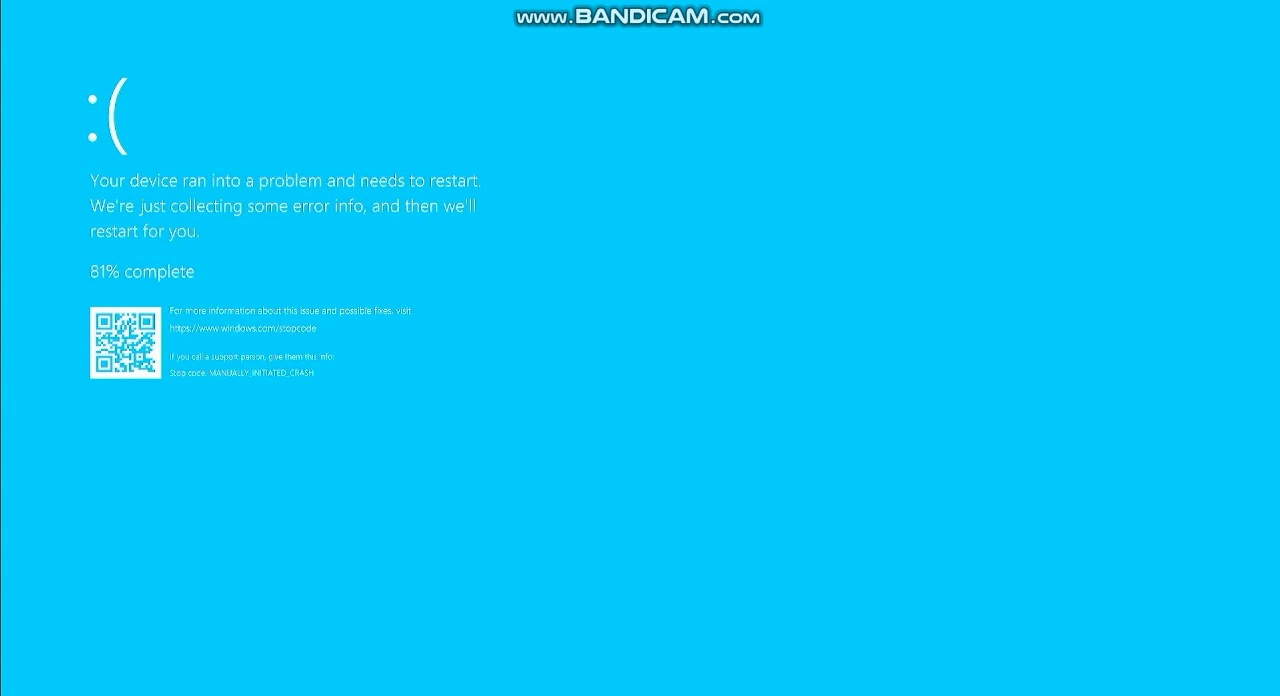 www.BANDICAM.com
:(
Your device ran into a problem and needs to restart.
We're just collecting some error info, and then we'll
restart for you.
81% complete
For more information about this issue and possible fixes, visit
https://www.windows.com/stopcode
If you call a support person, give them this info:
Stop code: MANUALLY_INITIATED_CRASH